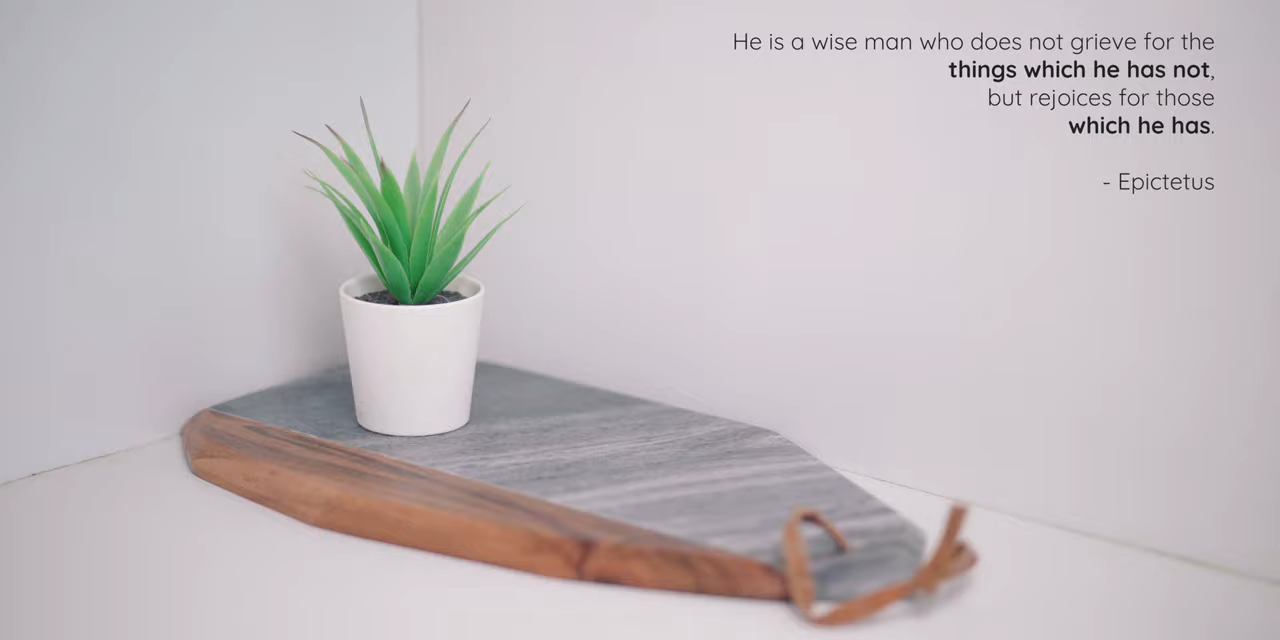 He is a wise man who does not grieve for the
things which he has not,
but rejoices for those
which he has.
- Epictetus